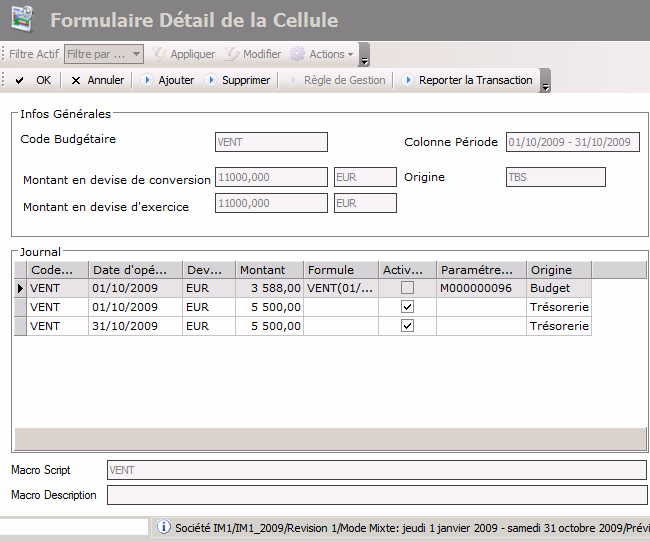 Formulaire Détail de la Cellule
Filtre Actif Filtre par ... Appliquer Modifier Actions
OK Annuler Ajouter Supprimer Règle de Gestion Reporter la Transaction
Infos Générales
Code Budgétaire VENT Colonne Période 01/10/2009 - 31/10/2009
Montant en devise de conversion 11000,000 EUR Origine TBS
Montant en devise d'exercice 11000,000 EUR
Journal
Code... Date d'opé... Dev... Montant Formule Activ... Paramétre... Origine
VENT 01/10/2009 EUR 3 588,00 VENT(01/... M000000096 Budget
VENT 01/10/2009 EUR 5 500,00 Trésorerie
VENT 31/10/2009 EUR 5 500,00 Trésorerie
Macro Script VENT
Macro Description
Société IM1/IM1_2009/Revision 1/Mode Mixte: jeudi 1 janvier 2009 - samedi 31 octobre 2009/Prévi